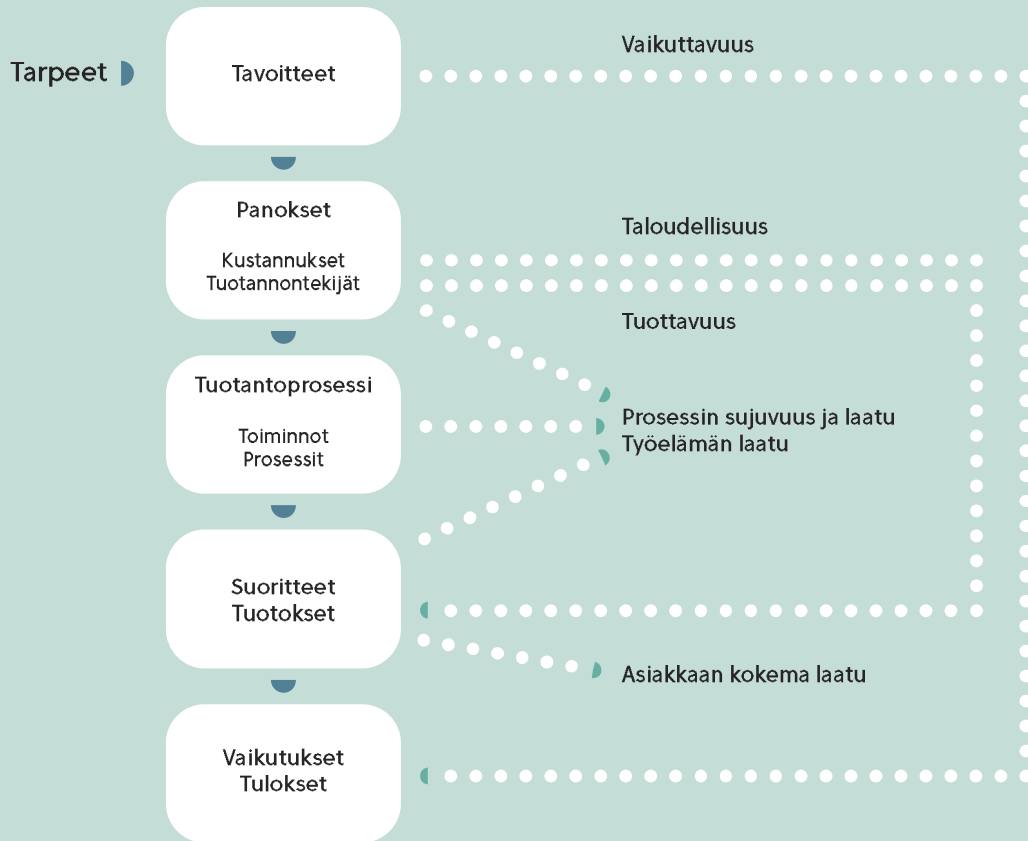 Tarpeet
Tavoitteet
Vaikuttavuus
Panokset
Kustannukset
Tuotannontekijät
Taloudellisuus
Tuottavuus
Tuotantoprosessi
Toiminnot
Prosessit
Prosessin sujuvuus ja laatu
Työelämän laatu
Suoritteet
Tuotokset
Asiakkaan kokema laatu
Vaikutukset
Tulokset